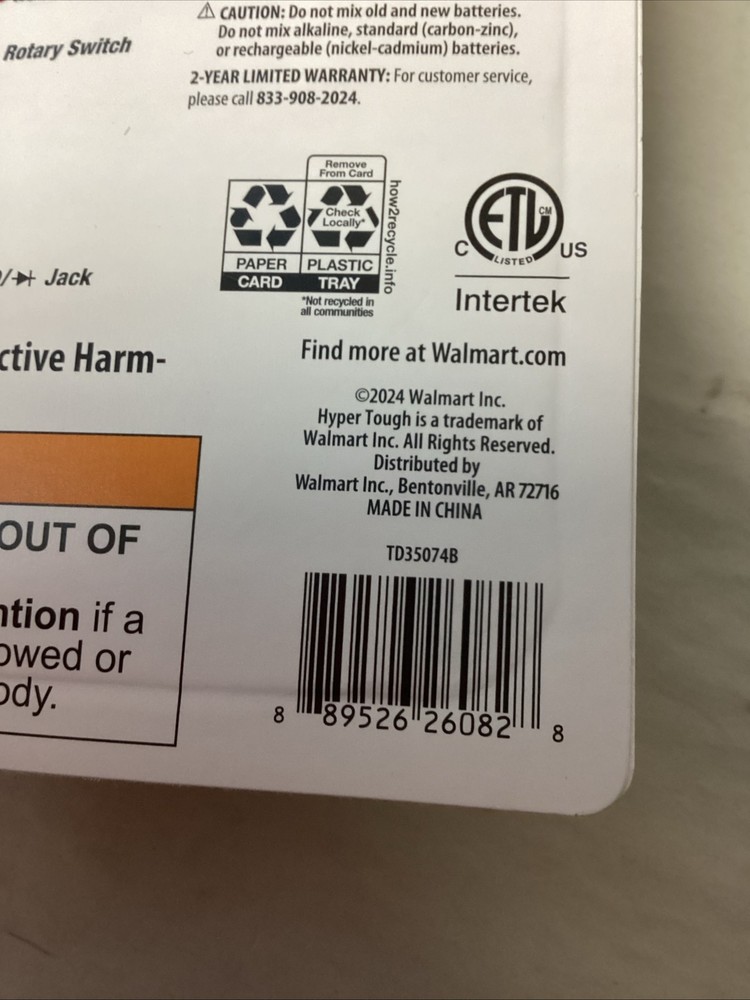 ⚠ CAUTION: Do not mix old and new batteries.
Do not mix alkaline, standard (carbon-zinc),
or rechargeable (nickel-cadmium) batteries.
Rotary Switch
2-YEAR LIMITED WARRANTY: For customer service,
please call 833-908-2024.
Remove
From Card
Check
Locally*
PAPER
CARD
PLASTIC
TRAY
how2recycle.info
*Not recycled in
all communities
ETL
CM
C
LISTED
US
Intertek
Jack
ctive Harm-
Find more at Walmart.com
©2024 Walmart Inc.
Hyper Tough is a trademark of
Walmart Inc. All Rights Reserved.
Distributed by
Walmart Inc., Bentonville, AR 72716
MADE IN CHINA
OUT OF
ntion if a
owed or
ody.
TD35074B
8 89526 26082 8